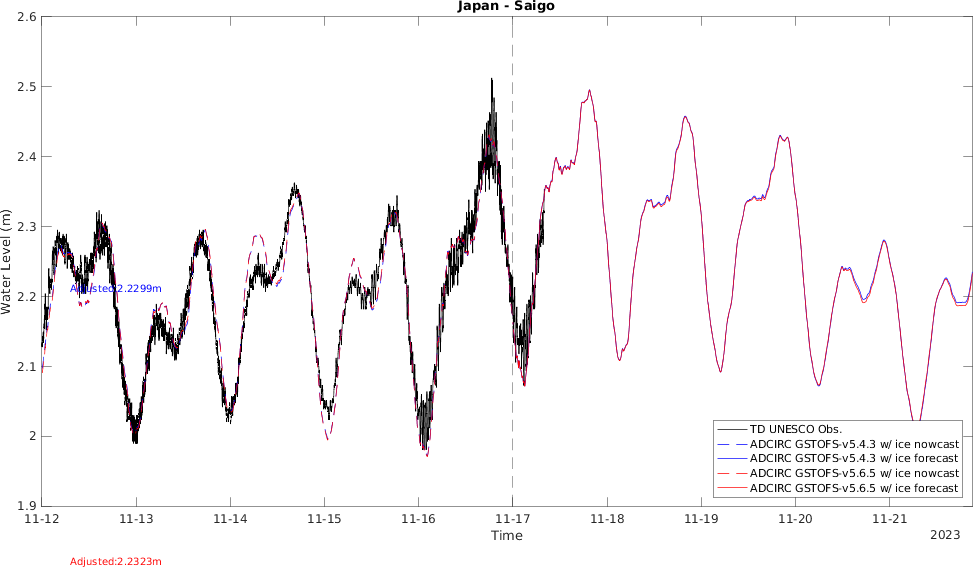 Japan - Saigo
2.6
2.5
2.4
2.3
2.2
2.1
2
1.9
Water Level (m)
Adjusted:2.2299m
TD UNESCO Obs.
ADCIRC GSTOFS-v5.4.3 w/ ice nowcast
ADCIRC GSTOFS-v5.4.3 w/ ice forecast
ADCIRC GSTOFS-v5.6.5 w/ ice nowcast
ADCIRC GSTOFS-v5.6.5 w/ ice forecast
11-12 11-13 11-14 11-15 11-16 11-17 11-18 11-19 11-20 11-21
Time
2023
Adjusted:2.2323m